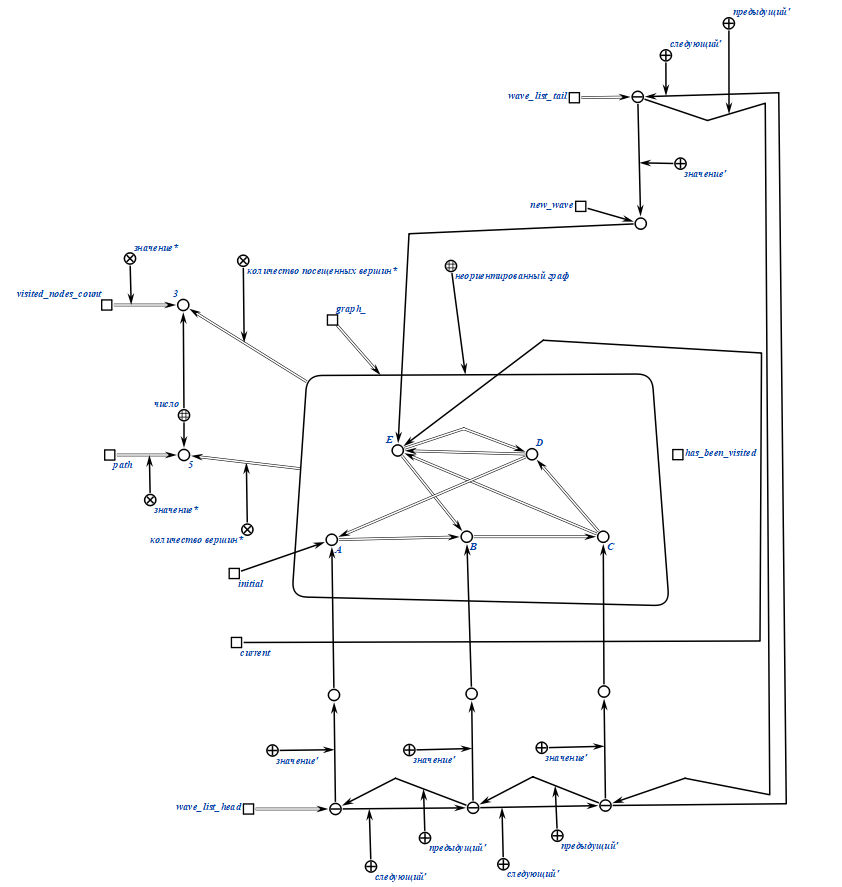 предыдущий'
следующий'
wave_list_tail
значение'
new_wave
значение*
количество посещенных вершин*
неориентированный граф
visited_nodes_count
3
graph_
число
E
D
has_been_visited
path
5
значение*
количество вершин*
A
B
C
initial
current
значение'
значение'
значение'
wave_list_head
предыдущий'
предыдущий'
следующий'
следующий'